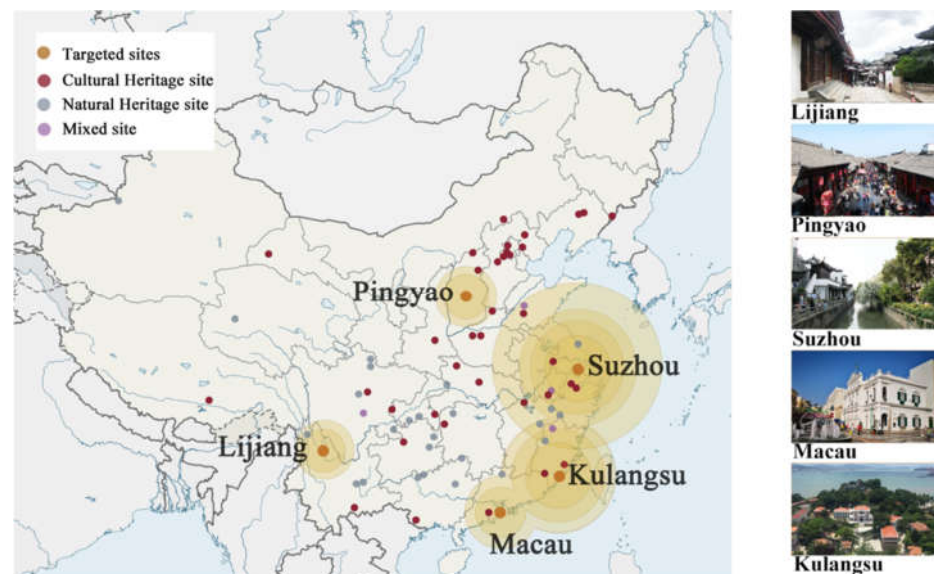 Targeted sites
Cultural Heritage site
Natural Heritage site
Mixed site
Pingyao
Suzhou
Lijiang
Kulangsu
Macau
Lijiang
Pingyao
Suzhou
Macau
Kulangsu